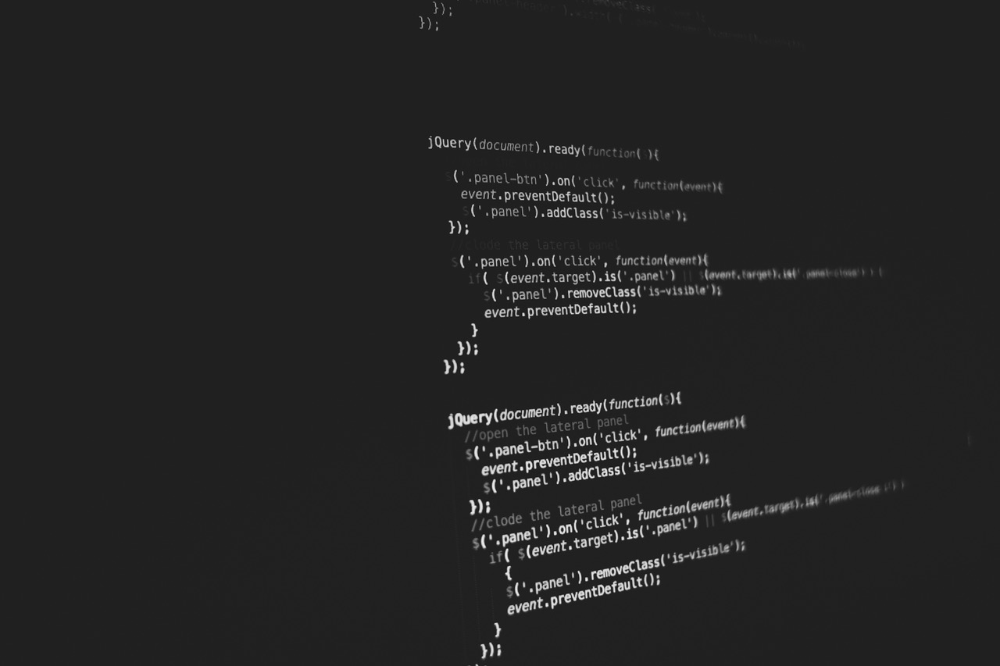 });
});
jQuery(document).ready(function( ){
$('.panel-btn').on('click', function(event){
event.preventDefault();
$('.panel').addClass('is-visible');
});
//clode the lateral panel
$('.panel').on('click', function(event){
if( $(event.target).is('.panel') || $(event.target).is('.panel-close') ) {
$('.panel').removeClass('is-visible');
event.preventDefault();
}
});
});
jQuery(document).ready(function($){
//open the lateral panel
$('.panel-btn').on('click', function(event){
event.preventDefault();
$('.panel').addClass('is-visible');
});
//clode the lateral panel
$('.panel').on('click', function(event){
if( $(event.target).is('.panel') || $(event.target).is('.panel-close
{
$('.panel').removeClass('is-visible');
event.preventDefault();
}
});